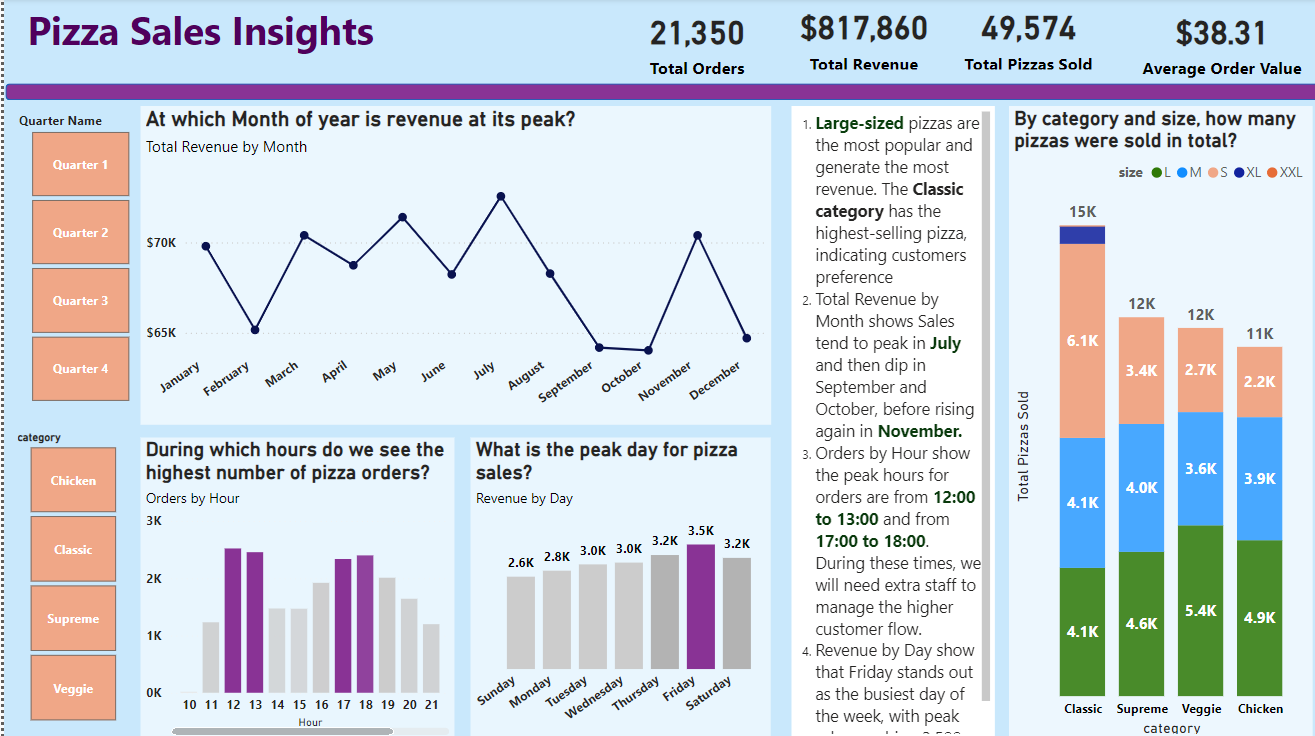 Pizza Sales Insights
21,350
Total Orders
$817,860
Total Revenue
49,574
Total Pizzas Sold
$38.31
Average Order Value
Quarter Name
Quarter 1
Quarter 2
Quarter 3
Quarter 4
category
Chicken
Classic
Supreme
Veggie
At which Month of year is revenue at its peak?
Total Revenue by Month
$70K
$65K
January
February
March
April
May
June
July
August
September
October
November
December
During which hours do we see the
highest number of pizza orders?
Orders by Hour
3K
2K
1K
0K
10 11 12 13 14 15 16 17 18 19 20 21
Hour
What is the peak day for pizza
sales?
Revenue by Day
2.6K
2.8K
3.0K
3.0K
3.2K
3.5K
3.2K
Sunday
Monday
Tuesday
Wednesday
Thursday
Friday
Saturday
1. Large-sized pizzas are
the most popular and
generate the most
revenue. The Classic
category has the
highest-selling pizza,
indicating customers
preference
2. Total Revenue by
Month shows Sales
tend to peak in July
and then dip in
September and
October, before rising
again in November.
3. Orders by Hour show
the peak hours for
orders are from 12:00
to 13:00 and from
17:00 to 18:00.
During these times, we
will need extra staff to
manage the higher
customer flow.
4. Revenue by Day show
that Friday stands out
as the busiest day of
the week, with peak
By category and size, how many
pizzas were sold in total?
size L M S XL XXL
Total Pizzas Sold
15K
6.1K
4.1K
4.1K
12K
3.4K
4.0K
4.6K
12K
2.7K
3.6K
5.4K
11K
2.2K
3.9K
4.9K
Classic Supreme Veggie Chicken
category